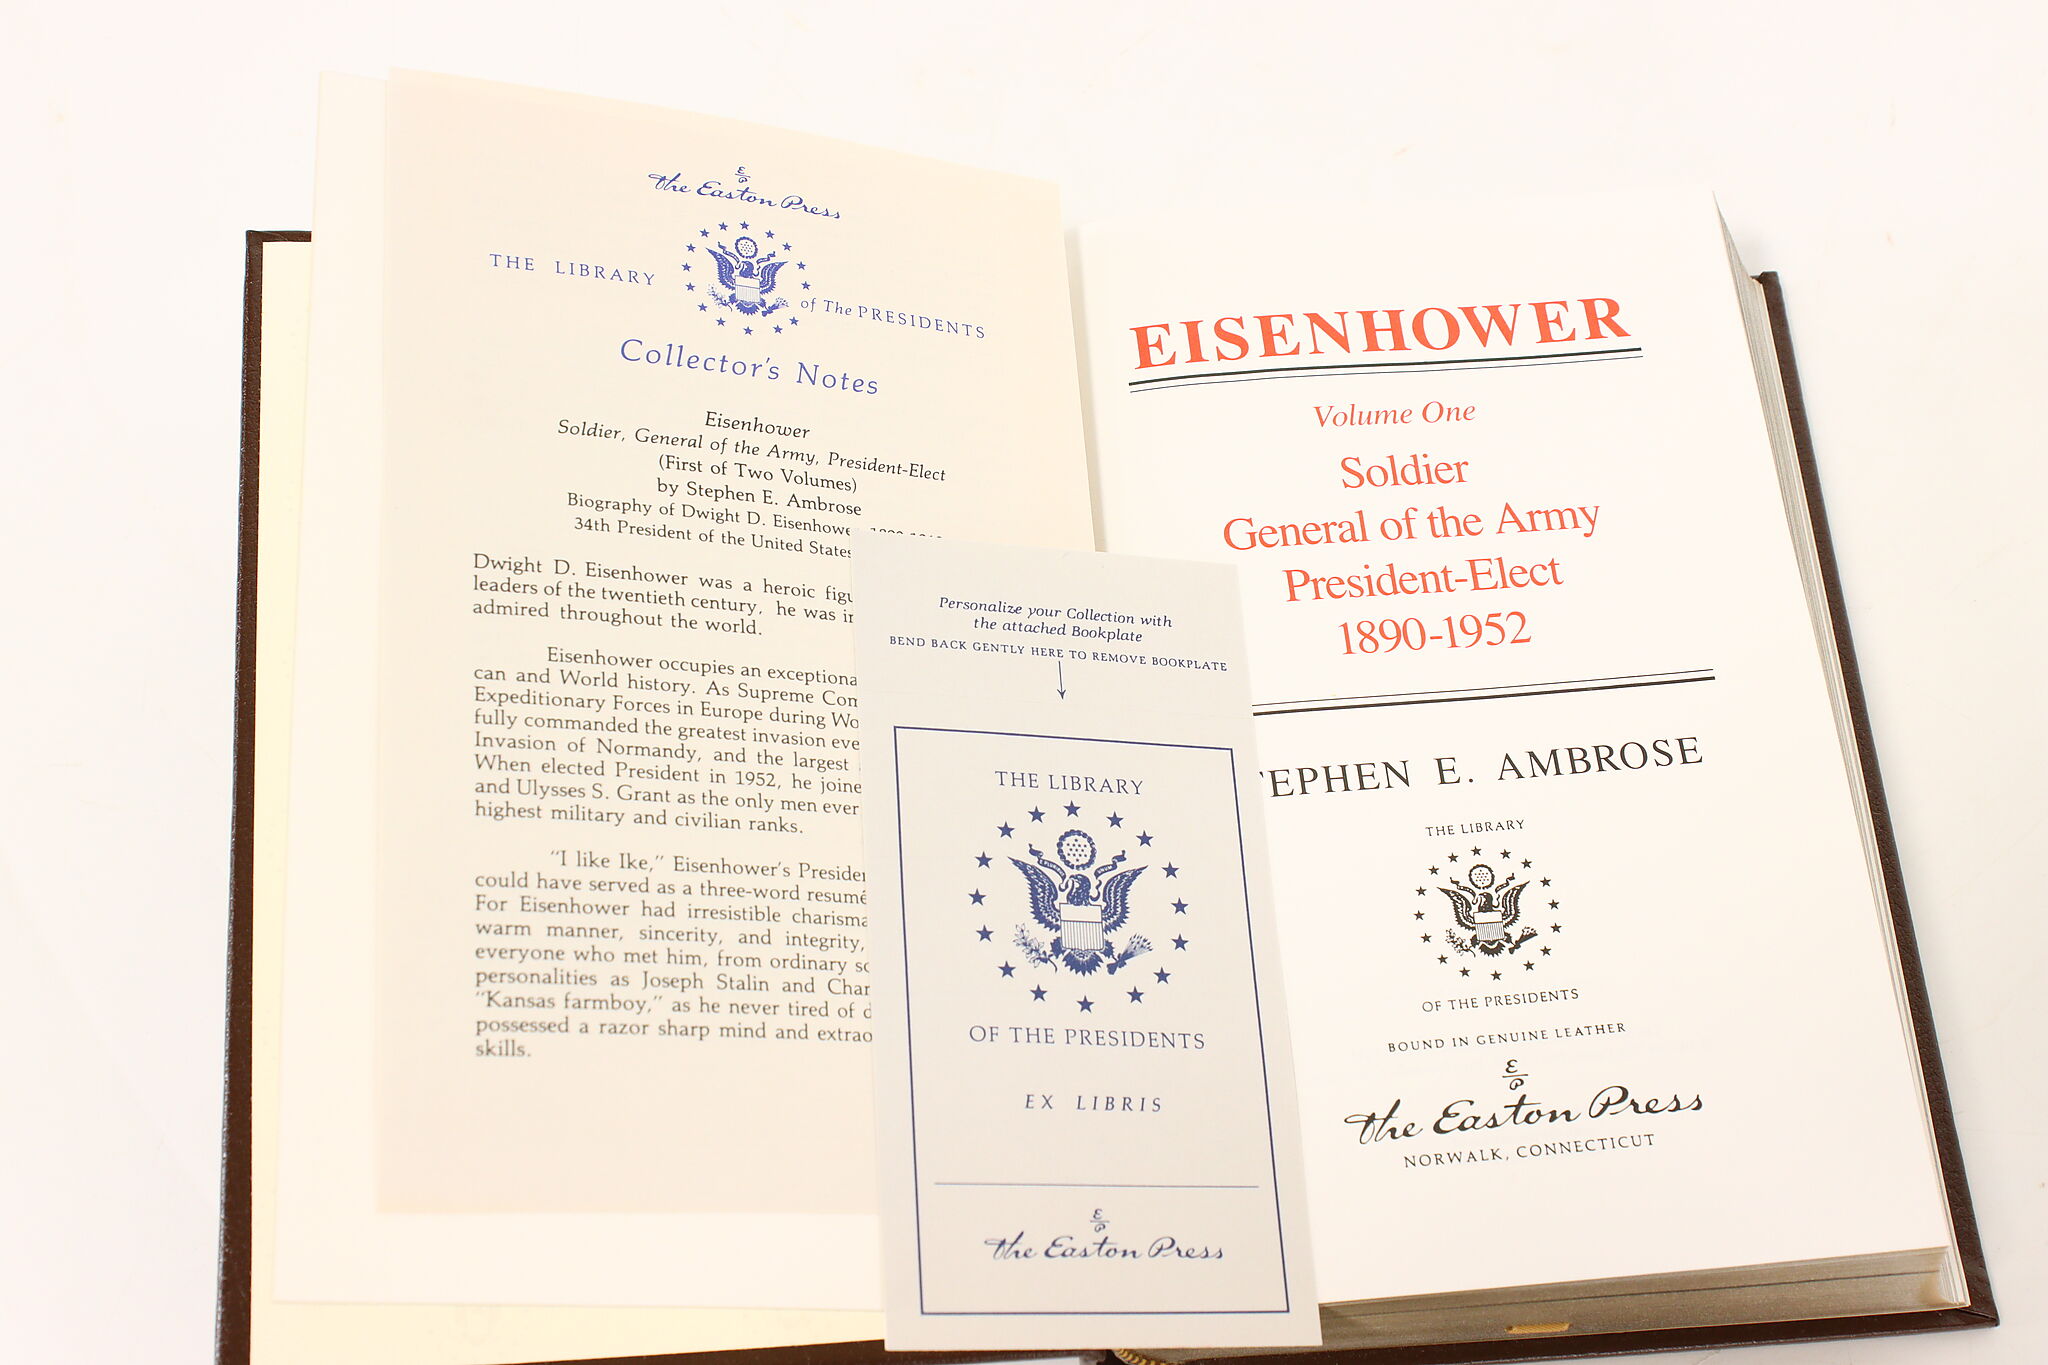 The Easton Press
THE LIBRARY of The PRESIDENTS
Collector's Notes
Eisenhower
Soldier, General of the Army, President-Elect
(First of Two Volumes)
by Stephen E. Ambrose
Biography of Dwight D. Eisenhower
34th President of the United States
Dwight D. Eisenhower was a heroic
leaders of the twentieth century, he was
admired throughout the world.
Eisenhower occupies an
can and World history. As Supreme
Expeditionary Forces in Europe during
fully commanded the greatest invasion
Invasion of Normandy, and the largest
When elected President in 1952, he
and Ulysses S. Grant as the only men ever
highest military and civilian ranks.
"I like Ike," Eisenhower's
could have served as a three-word resumé
For Eisenhower had irresistible
warm manner, sincerity, and integrity,
everyone who met him, from ordinary
personalities as Joseph Stalin and
"Kansas farmboy," as he never tired of
possessed a razor sharp mind and
skills.
Personalize your Collection with
the attached Bookplate
BEND BACK GENTLY HERE TO REMOVE BOOKPLATE
THE LIBRARY
OF THE PRESIDENTS
EX LIBRIS
The Easton Press
EISENHOWER
Volume One
Soldier
General of the Army
President-Elect
1890-1952
E. AMBROSE
THE LIBRARY
OF THE PRESIDENTS
BOUND IN GENUINE LEATHER
The Easton Press
NORWALK, CONNECTICUT